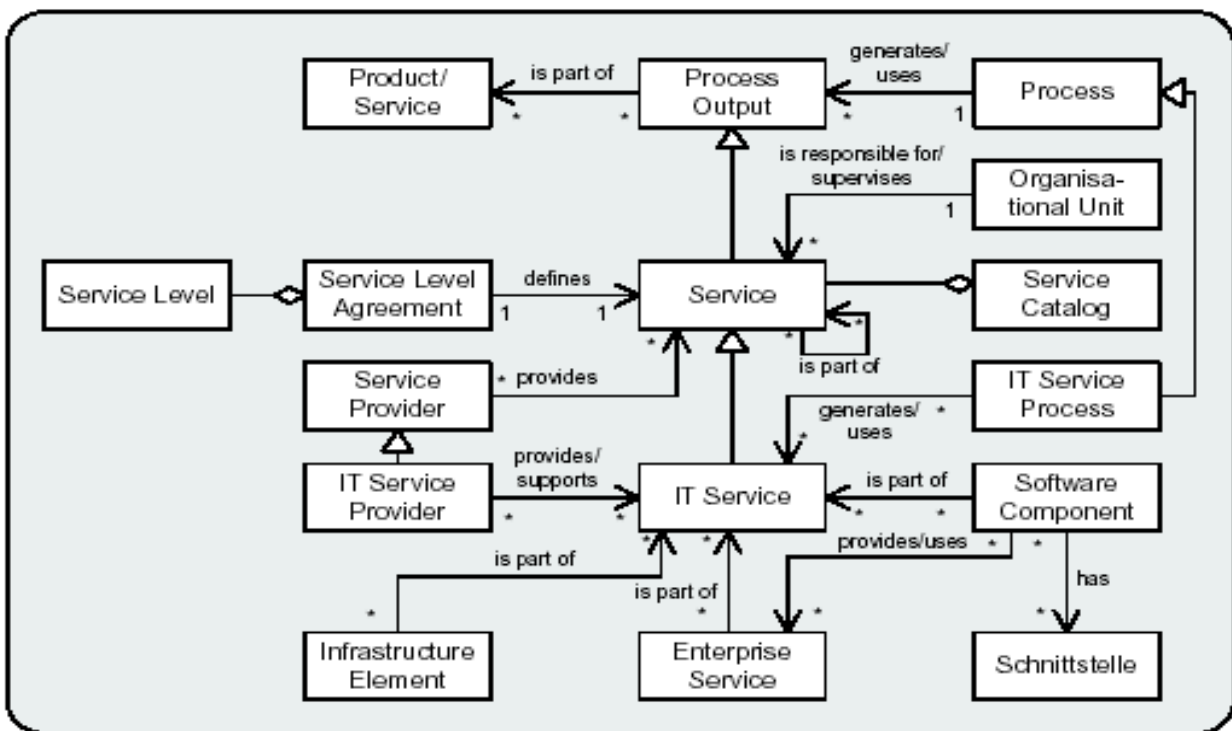 Product/
Service
is part of
*
*
Process
Output
generates/
uses
*
1
Process
is responsible for/
supervises
1
*
Organisa-
tional Unit
Service Level
Service Level
Agreement
defines
1
1
Service
Service
Catalog
*
*
is part of
Service
Provider
* provides
*
IT Service
Process
generates/
uses
*
*
IT Service
Provider
provides/
supports
*
*
IT Service
is part of
*
*
Software
Component
is part of
*
*
is part of
*
*
provides/uses
*
*
has
*
*
Infrastructure
Element
Enterprise
Service
Schnittstelle